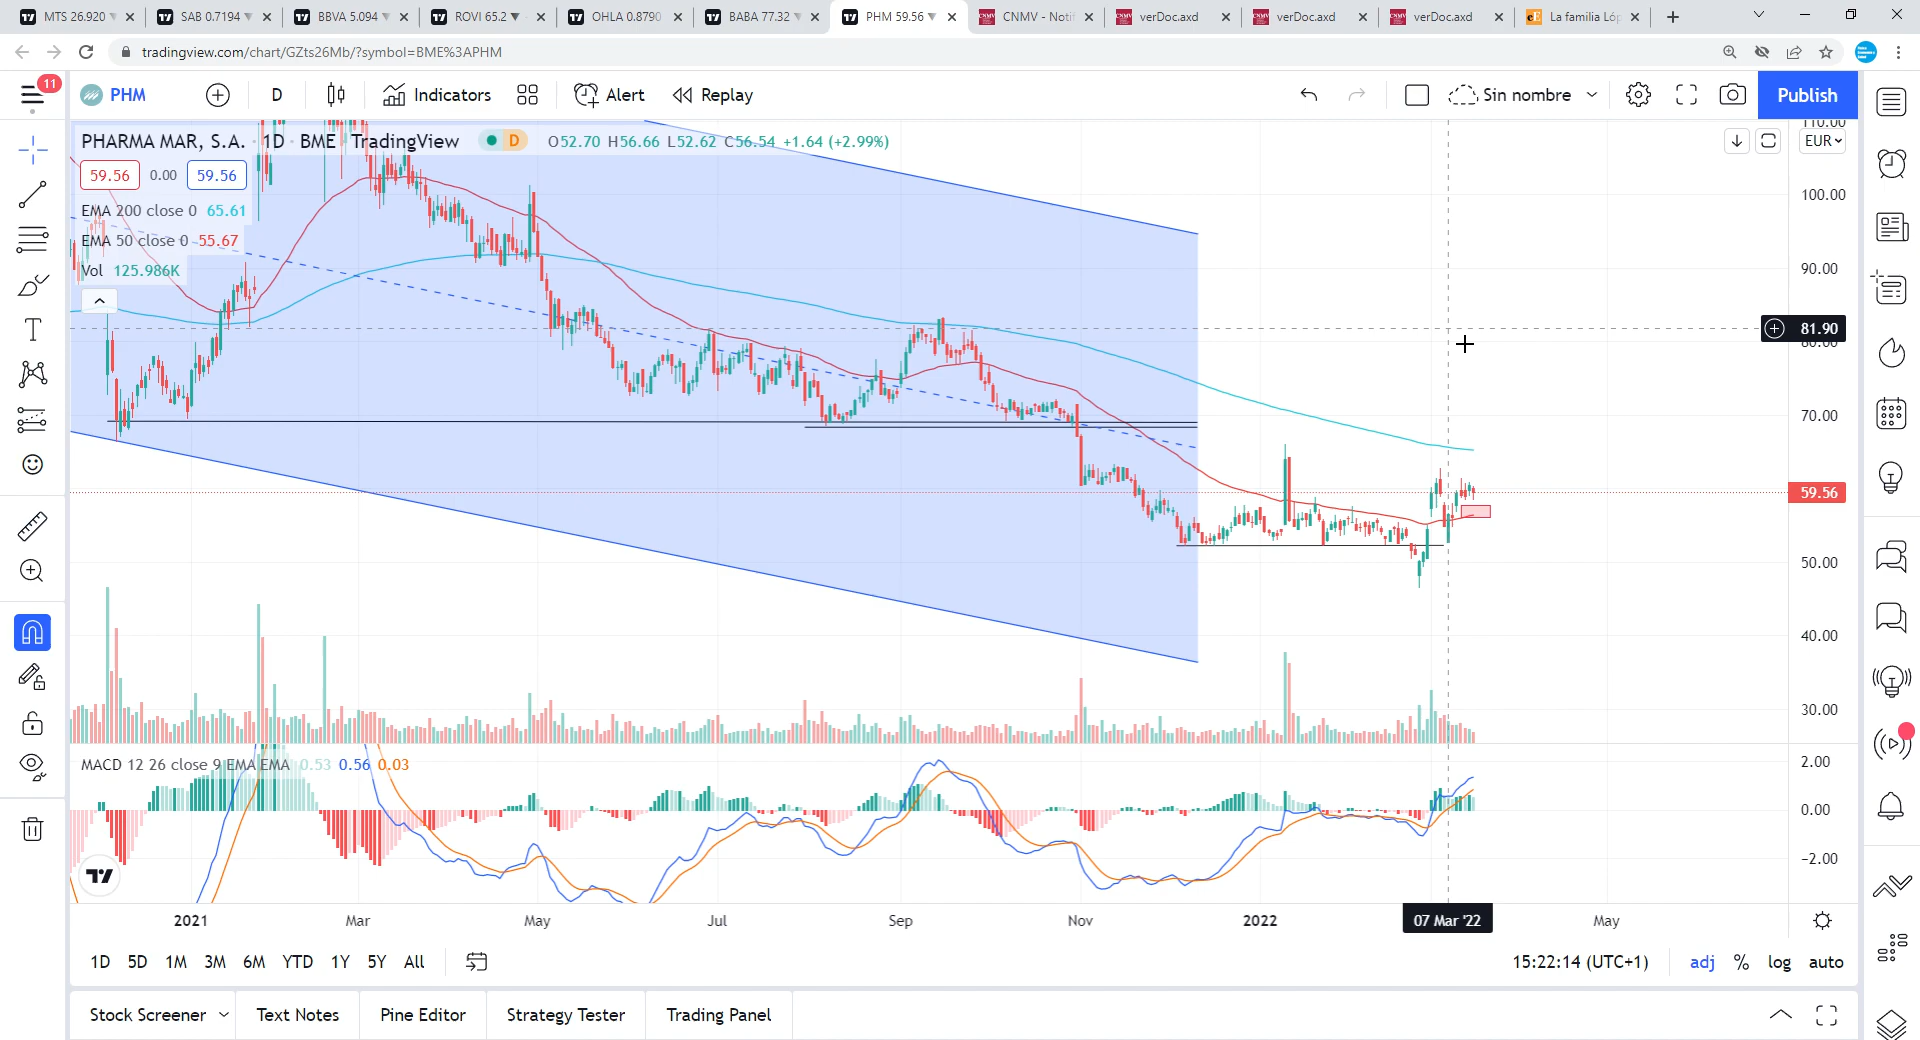 MTS 26.920
SAB 0.7194
BBVA 5.094
ROVI 65.2
OHLA 0.8790
BABA 77.32
PHM 59.56
CNMV - Noti
verDoc.axd
verDoc.axd
verDoc.axd
La familia Lóp
tradingview.com/chart/GZts26Mb/?symbol=BME%3APHM
11
PHM
D
Indicators
Alert
Replay
Sin nombre
Publish
PHARMA MAR, S.A. · 1D · BME TradingView
D
O52.70 H56.66 L52.62 C56.54 +1.64 (+2.99%)
EUR
59.56 0.00 59.56
EMA 200 close 0 65.61
EMA 50 close 0 55.67
Vol 125.986K
110.00
100.00
90.00
81.90
80.00
70.00
59.56
50.00
40.00
30.00
MACD 12 26 close 9 EMA EMA 0.53 0.56 0.03
2.00
0.00
−2.00
2021 Mar May Jul Sep Nov 2022 07 Mar '22 May
1D 5D 1M 3M 6M YTD 1Y 5Y All
15:22:14 (UTC+1)
adj % log auto
Stock Screener
Text Notes
Pine Editor
Strategy Tester
Trading Panel